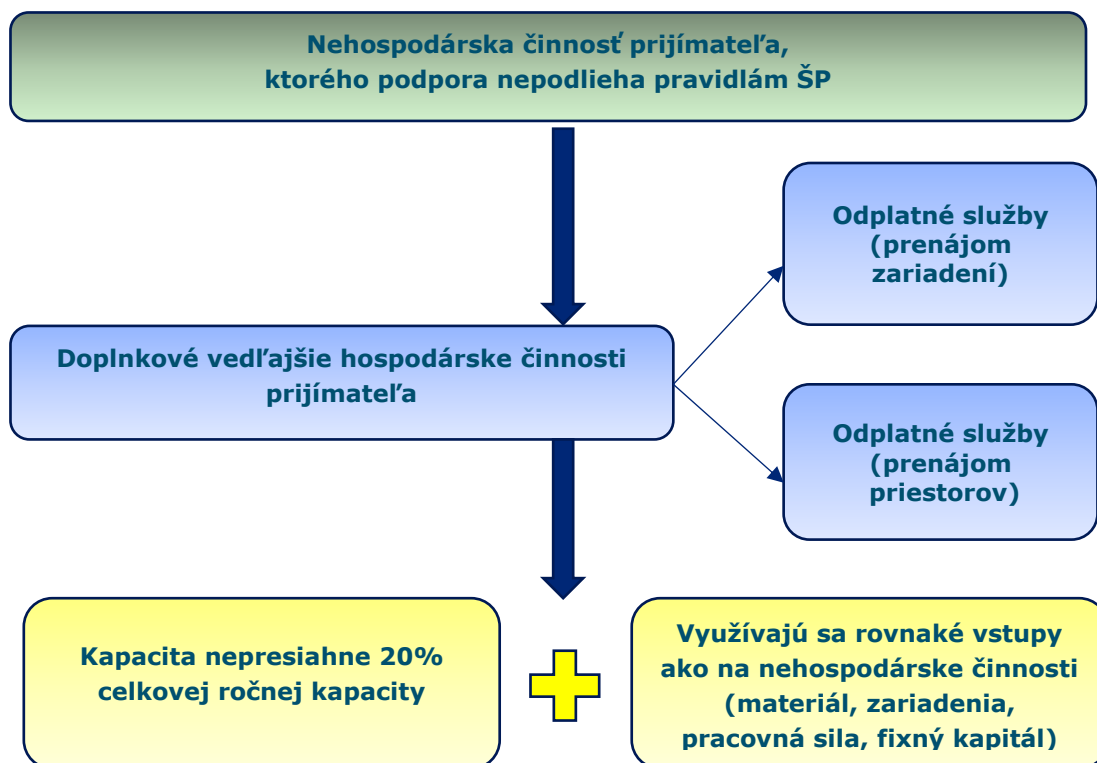 Nehospodárska činnosť prijímateľa,
ktorého podpora nepodlieha pravidlám ŠP
Odplatné služby
(prenájom
zariadení)
Doplnkové vedľajšie hospodárske činnosti
prijímateľa
Odplatné služby
(prenájom
priestorov)
Kapacita nepresiahne 20%
celkovej ročnej kapacity
Využívajú sa rovnaké vstupy
ako na nehospodárske činnosti
(materiál, zariadenia,
pracovná sila, fixný kapitál)